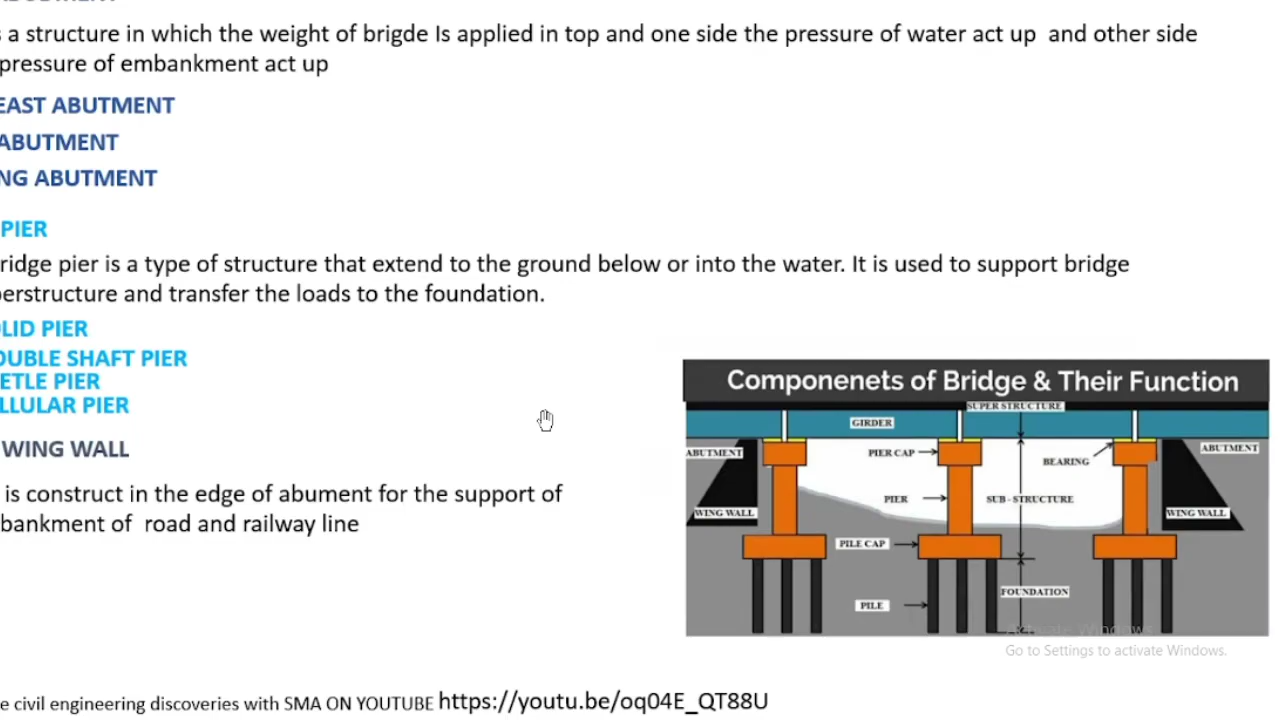 s a structure in which the weight of brigde Is applied in top and one side the pressure of water act up and other side
pressure of embankment act up
EAST ABUTMENT
ABUTMENT
NG ABUTMENT
PIER
ridge pier is a type of structure that extend to the ground below or into the water. It is used to support bridge
perstructure and transfer the loads to the foundation.
LID PIER
OUBLE SHAFT PIER
ETLE PIER
LLULAR PIER
WING WALL
is construct in the edge of abument for the support of
bankment of road and railway line
Componenets of Bridge & Their Function
SUPER STRUCTURE
GIRDER
ABUTMENT
PIER CAP
BEARING
ABUTMENT
PIER
SUB - STRUCTURE
WING WALL
WING WALL
PILE CAP
FOUNDATION
PILE
Activate Windows
Go to Settings to activate Windows.
e civil engineering discoveries with SMA ON YOUTUBE https://youtu.be/oq04E_QT88U